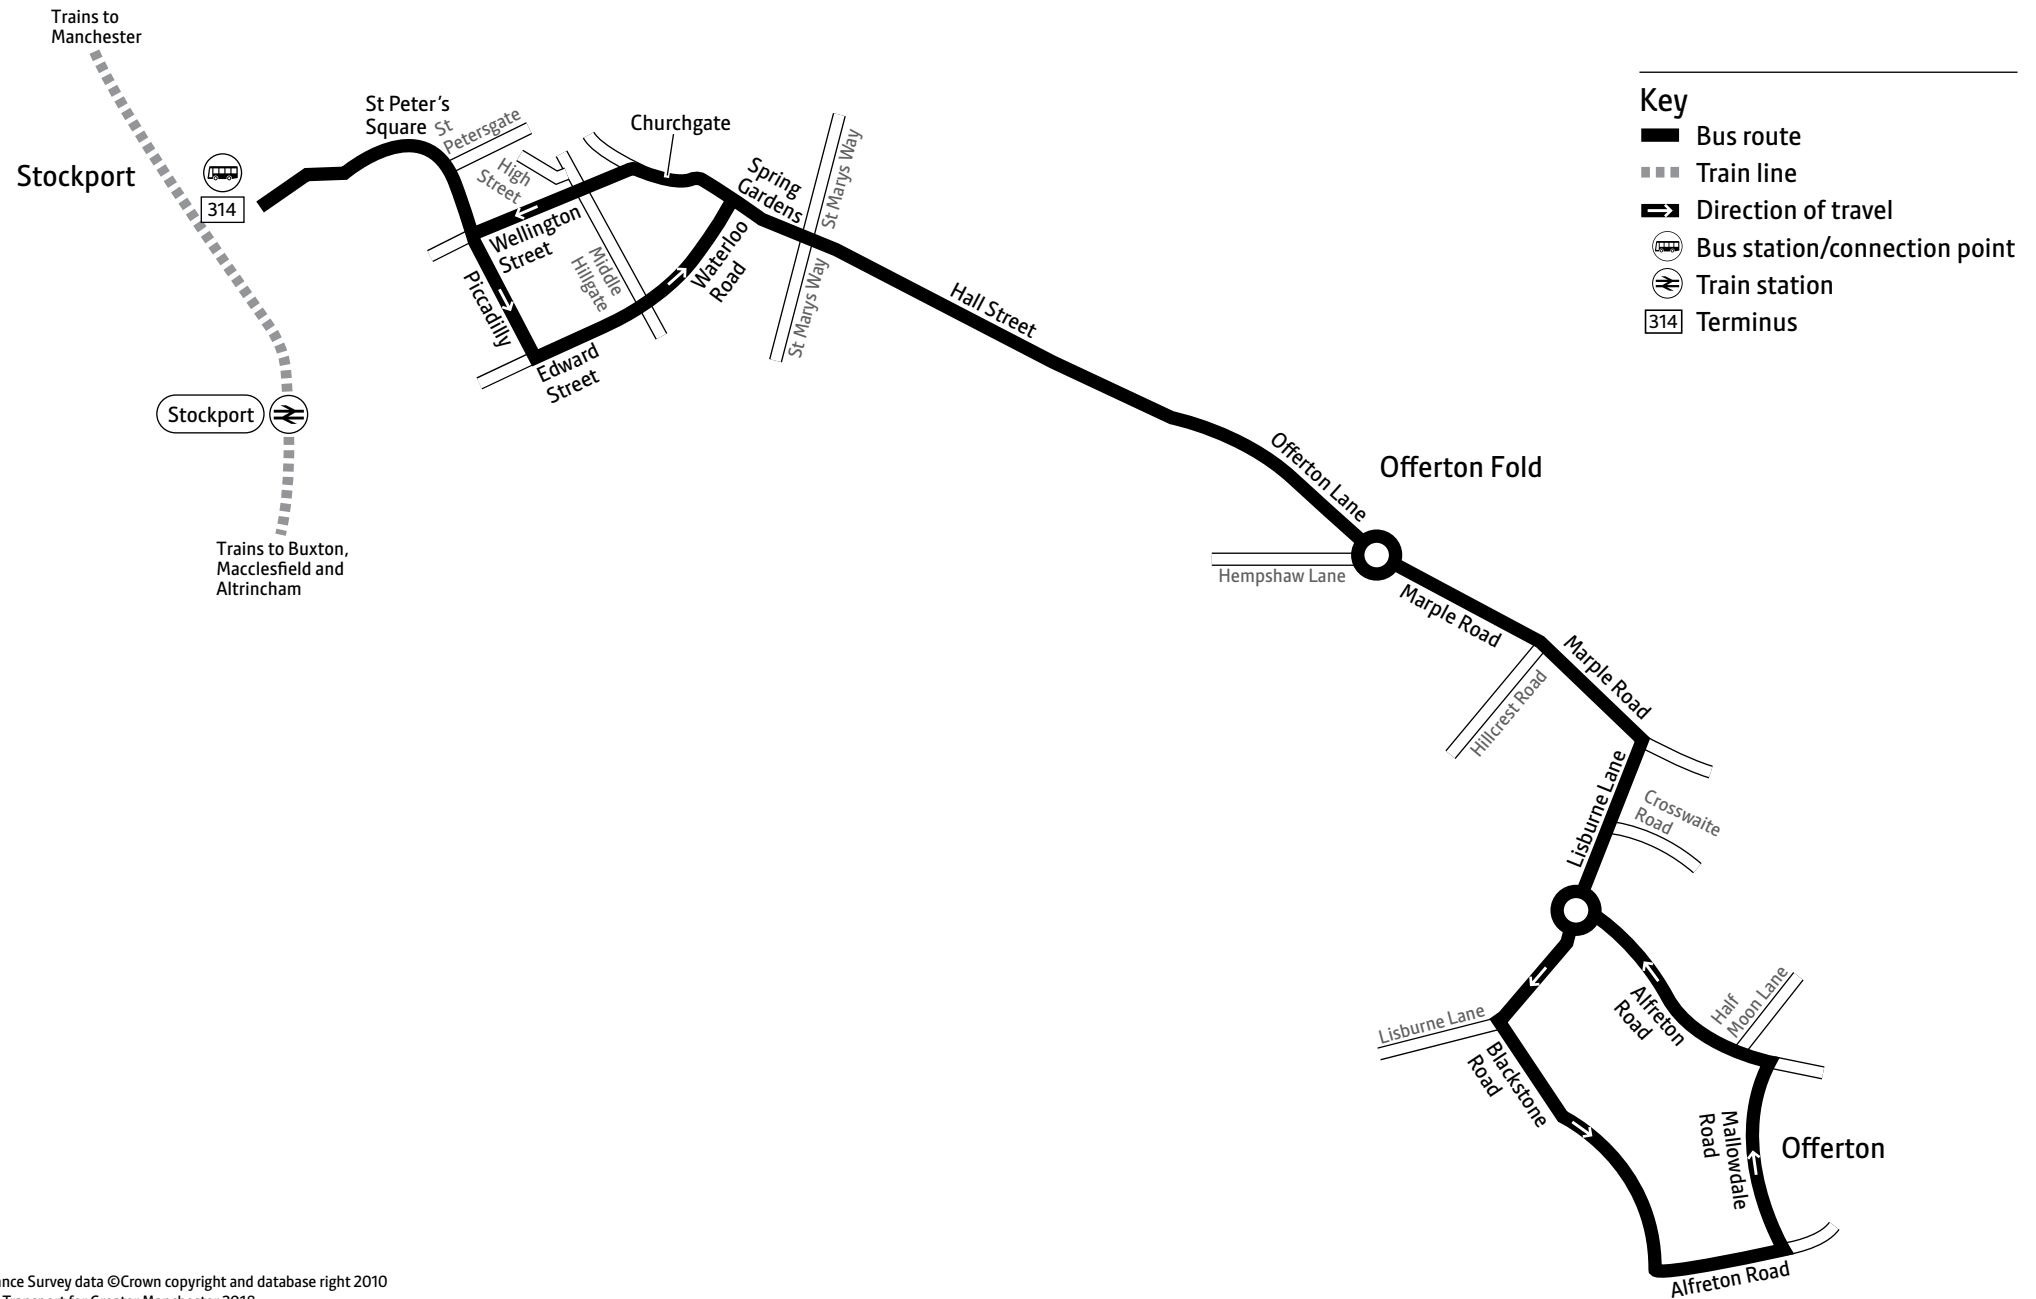 Trains to
Manchester
Stockport
314
St Peter's
Square
St
Petersgate
High
Street
Churchgate
Spring
Gardens
St Marys Way
St Marys Way
Wellington
Street
Middle
Hillgate
Waterloo
Road
Piccadilly
Edward
Street
Hall Street
Stockport
Trains to Buxton,
Macclesfield and
Altrincham
Key
Bus route
Train line
Direction of travel
Bus station/connection point
Train station
314 Terminus
Offerton Lane
Offerton Fold
Hempshaw Lane
Marple Road
Marple Road
Hillcrest Road
Lisburne Lane
Crosswaite
Road
Lisburne Lane
Blackstone
Road
Alfreton
Road
Half
Moon Lane
Mallowdale
Road
Offerton
Alfreton Road
Survey data ©Crown copyright and database right 2010